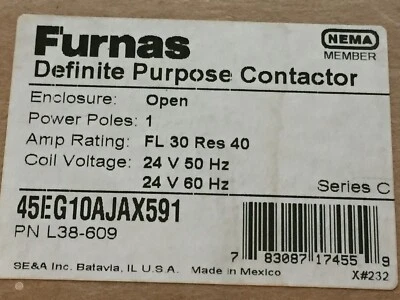 Furnas
NEMA
MEMBER
Definite Purpose Contactor
Enclosure: Open
Power Poles: 1
Amp Rating: FL 30 Res 40
Coil Voltage: 24 V 50 Hz
24 V 60 Hz
Series C
45EG10AJAX591
PN L38-609
7 83087 17455 9
SE&A Inc. Batavia, IL U.S.A. Made in Mexico X#232